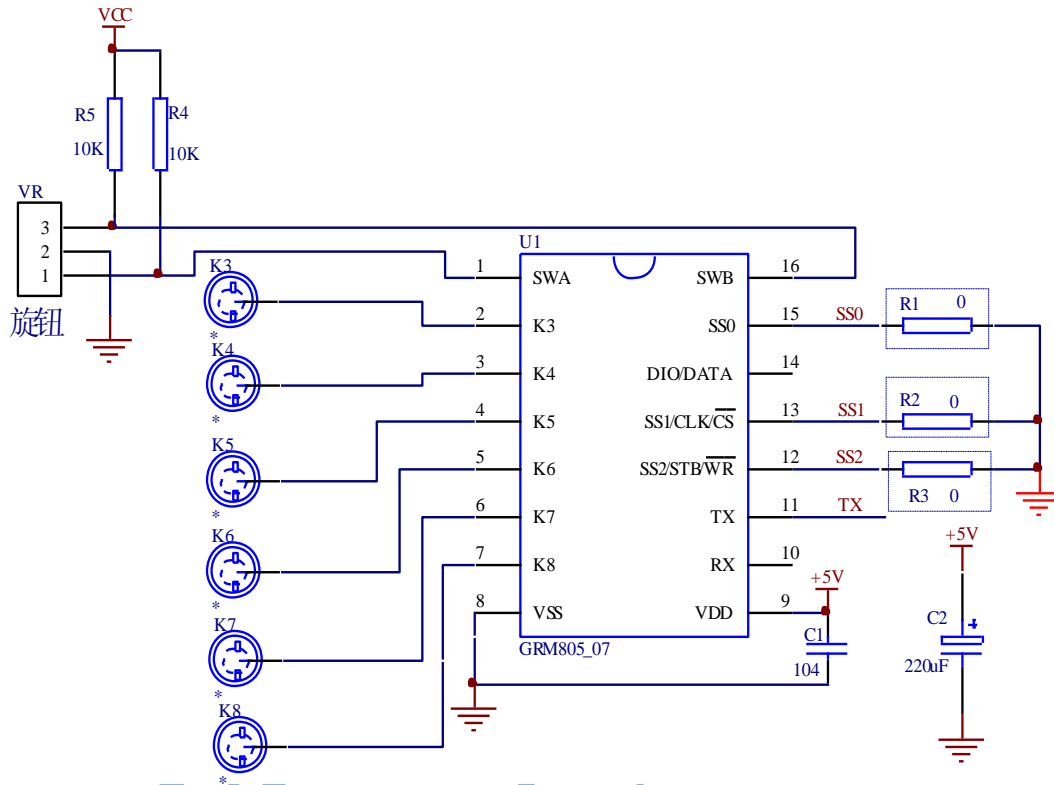 VCC
R5
10K
R4
10K
VR
3
2
1
旋钮
K3
*
K4
*
K5
*
K6
*
K7
*
K8
*
U1
1 SWA
2 K3
3 K4
4 K5
5 K6
6 K7
7 K8
8 VSS
SWB 16
SS0 15 SS0
DIO/DATA 14
SS1/CLK/CS 13 SS1
SS2/STB/WR 12 SS2
TX 11 TX
RX 10
VDD 9
GRM805_07
R1 0
R2 0
R3 0
+5V
C1
104
+5V
C2 +
220uF